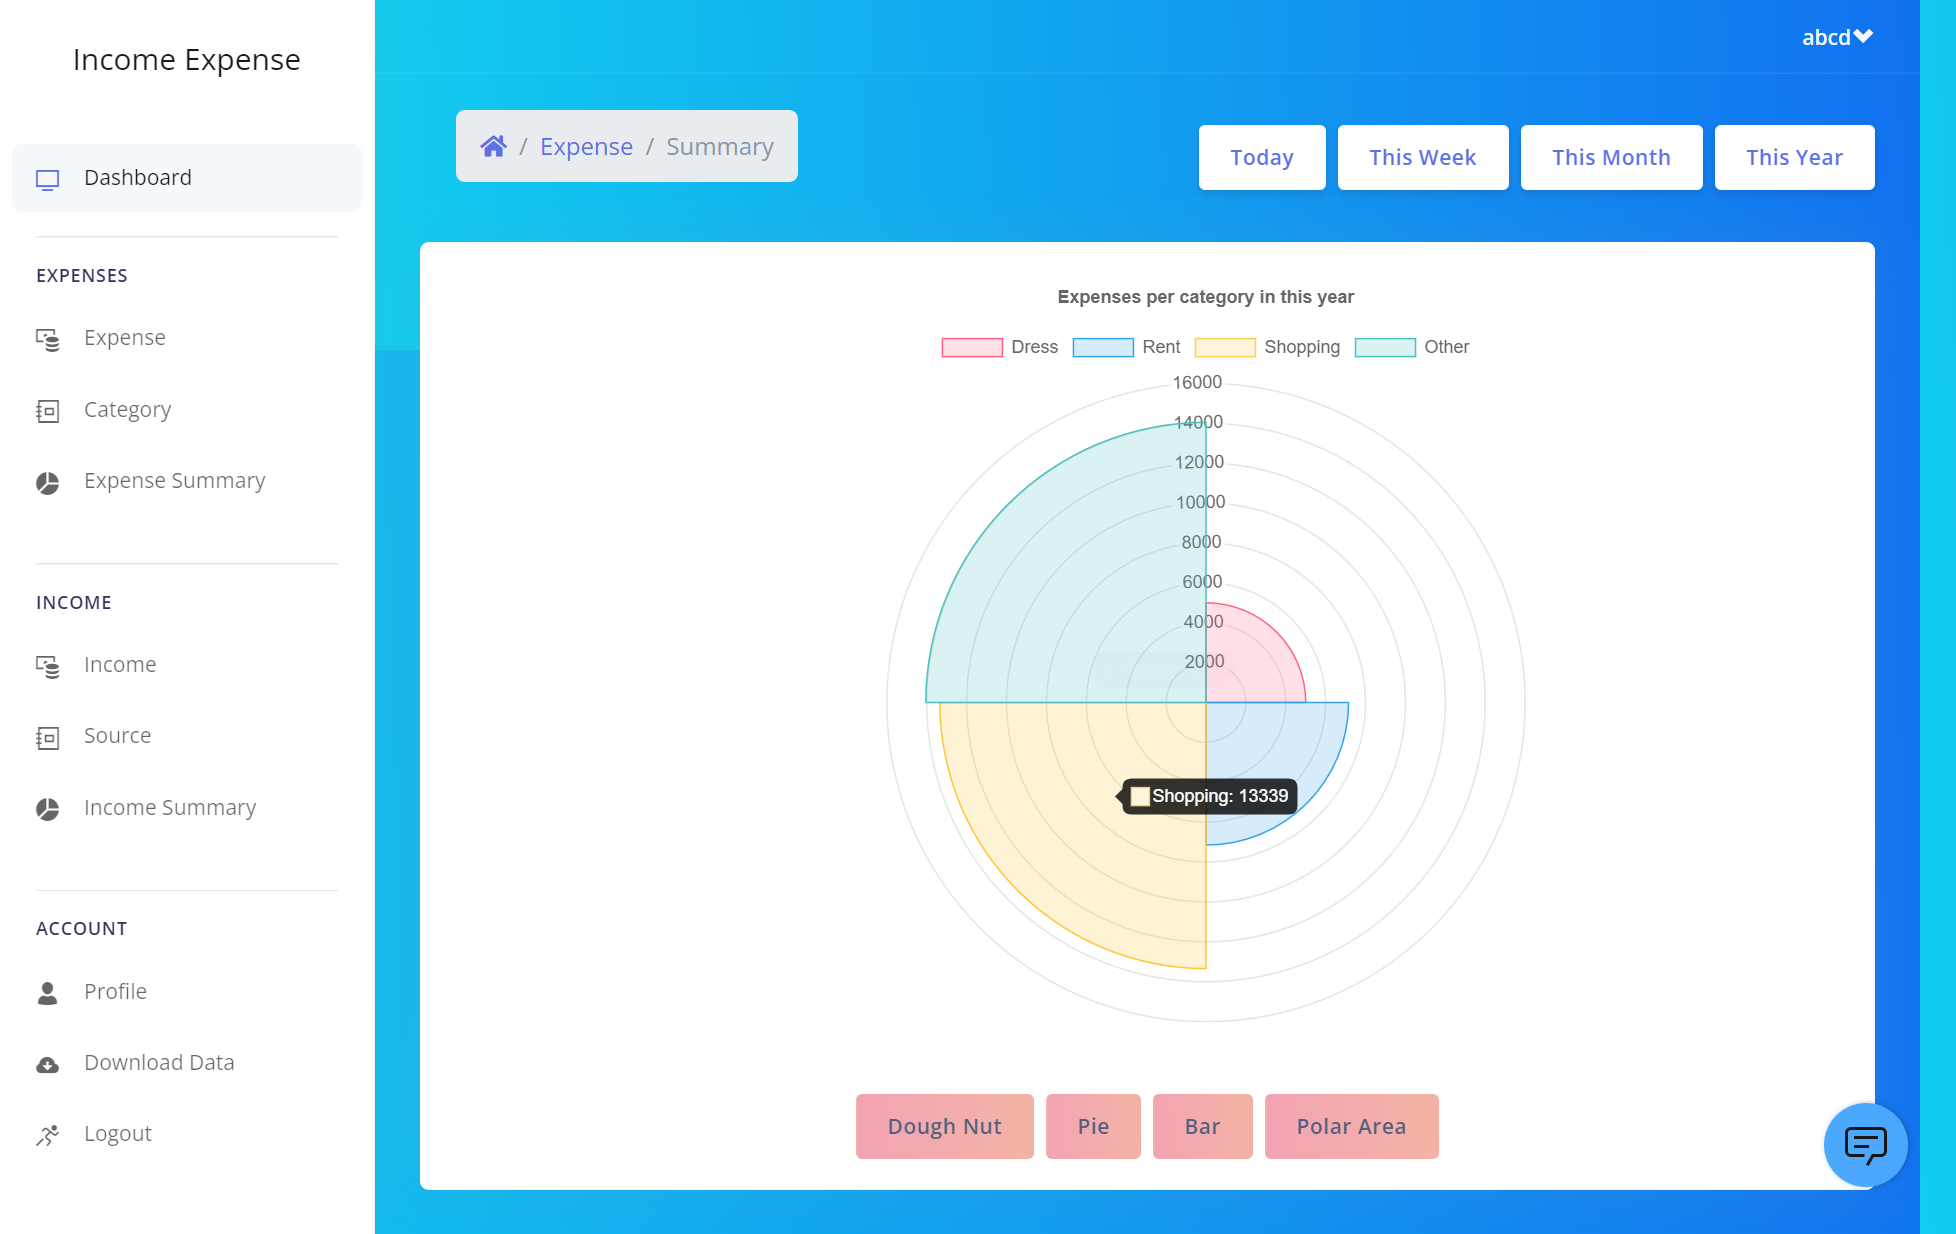 Income Expense
Dashboard
EXPENSES
Expense
Category
Expense Summary
INCOME
Income
Source
Income Summary
ACCOUNT
Profile
Download Data
Logout
abcd
/ Expense / Summary
Today This Week This Month This Year
Expenses per category in this year
Dress Rent Shopping Other
16000
14000
12000
10000
8000
6000
4000
2000
Shopping: 13339
Dough Nut Pie Bar Polar Area